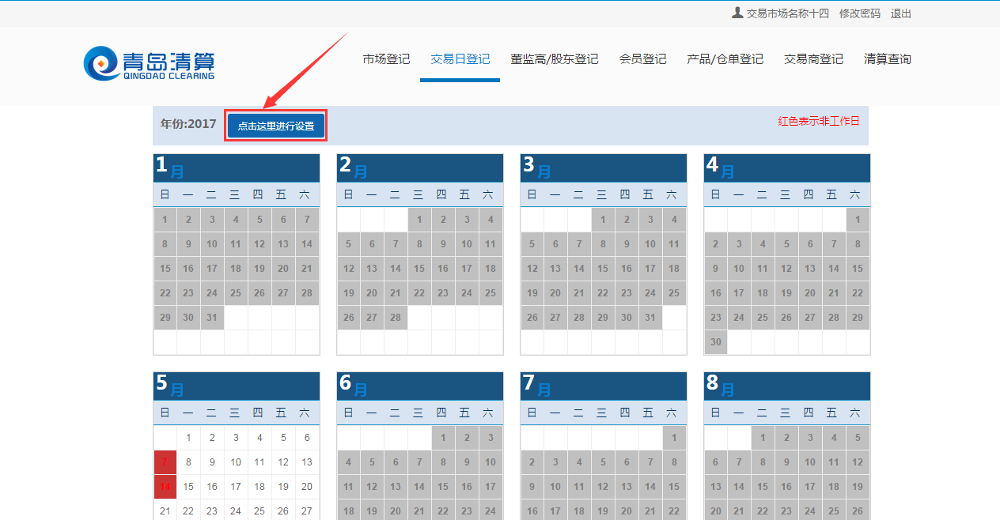 交易市场名称十四 修改密码 退出
青岛清算
QINGDAO CLEARING
市场登记 交易日登记 董监高/股东登记 会员登记 产品/仓单登记 交易商登记 清算查询
年份:2017 点击这里进行设置 红色表示非工作日
1月 2月 3月 4月
日 一 二 三 四 五 六 日 一 二 三 四 五 六 日 一 二 三 四 五 六 日 一 二 三 四 五 六
1 2 3 4 5 6 7 1 2 3 4 1 2 3 4 1
8 9 10 11 12 13 14 5 6 7 8 9 10 11 5 6 7 8 9 10 11 2 3 4 5 6 7 8
15 16 17 18 19 20 21 12 13 14 15 16 17 18 12 13 14 15 16 17 18 9 10 11 12 13 14 15
22 23 24 25 26 27 28 19 20 21 22 23 24 25 19 20 21 22 23 24 25 16 17 18 19 20 21 22
29 30 31 26 27 28 26 27 28 29 30 31 23 24 25 26 27 28 29
30
5月 6月 7月 8月
日 一 二 三 四 五 六 日 一 二 三 四 五 六 日 一 二 三 四 五 六 日 一 二 三 四 五 六
1 2 3 4 5 6 1 2 3 1 1 2 3 4 5
7 8 9 10 11 12 13 4 5 6 7 8 9 10 2 3 4 5 6 7 8 6 7 8 9 10 11 12
14 15 16 17 18 19 20 11 12 13 14 15 16 17 9 10 11 12 13 14 15 13 14 15 16 17 18 19
21 22 23 24 25 26 27 18 19 20 21 22 23 24 16 17 18 19 20 21 22 20 21 22 23 24 25 26